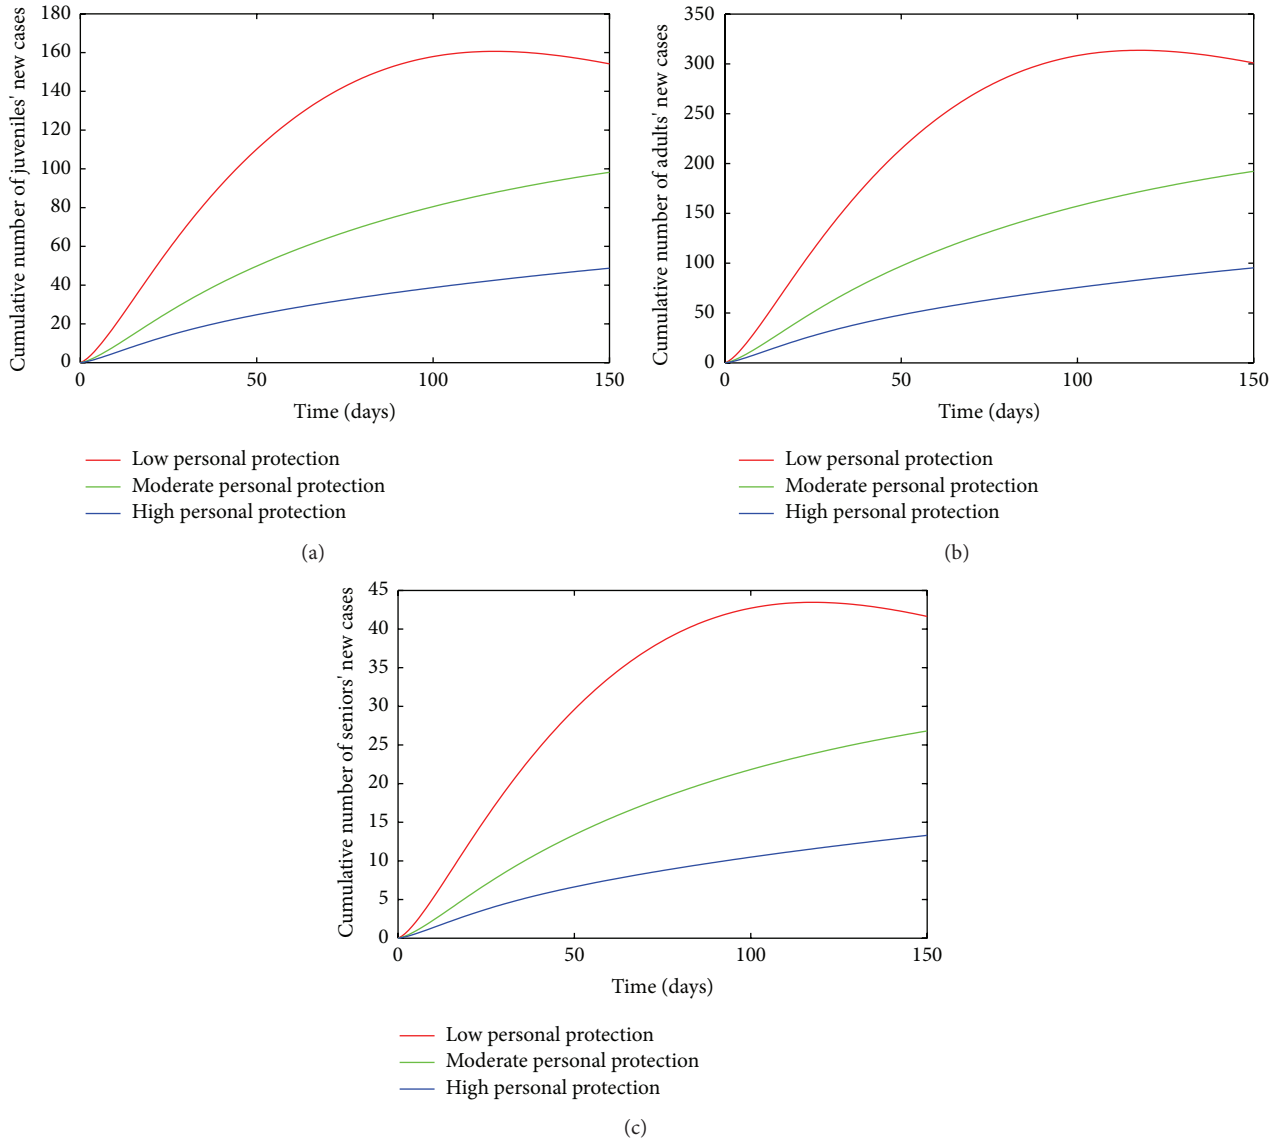 Cumulative number of juveniles' new cases
180
160
140
120
100
80
60
40
20
0
0 50 100 150
Time (days)
Low personal protection
Moderate personal protection
High personal protection
(a)
Cumulative number of adults' new cases
350
300
250
200
150
100
50
0
0 50 100 150
Time (days)
Low personal protection
Moderate personal protection
High personal protection
(b)
Cumulative number of seniors' new cases
45
40
35
30
25
20
15
10
5
0
0 50 100 150
Time (days)
Low personal protection
Moderate personal protection
High personal protection
(c)